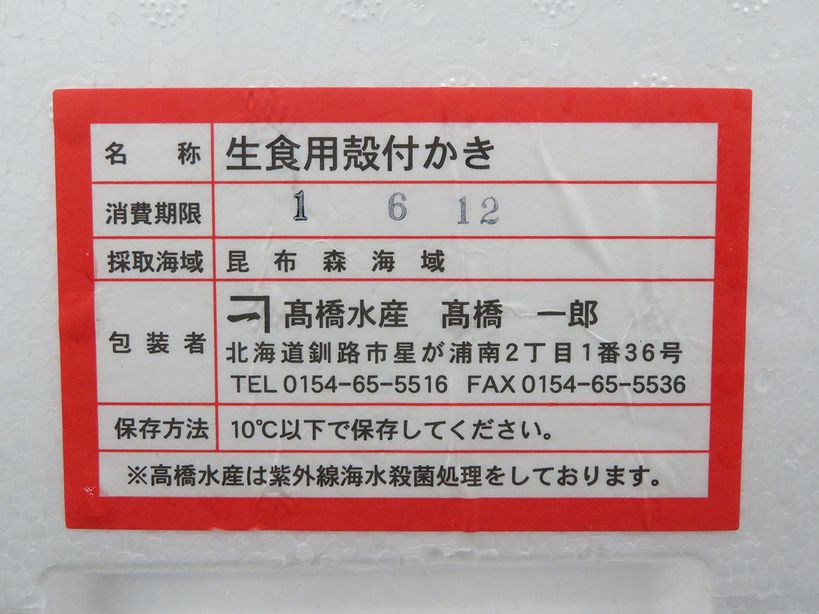 名 称 生食用殻付かき
消費期限 1 6 12
採取海域 昆布森海域
包装者 髙橋水産 髙橋 一郎
北海道釧路市星が浦南2丁目1番36号
TEL 0154-65-5516 FAX 0154-65-5536
保存方法 10℃以下で保存してください。
※高橋水産は紫外線海水殺菌処理をしております。